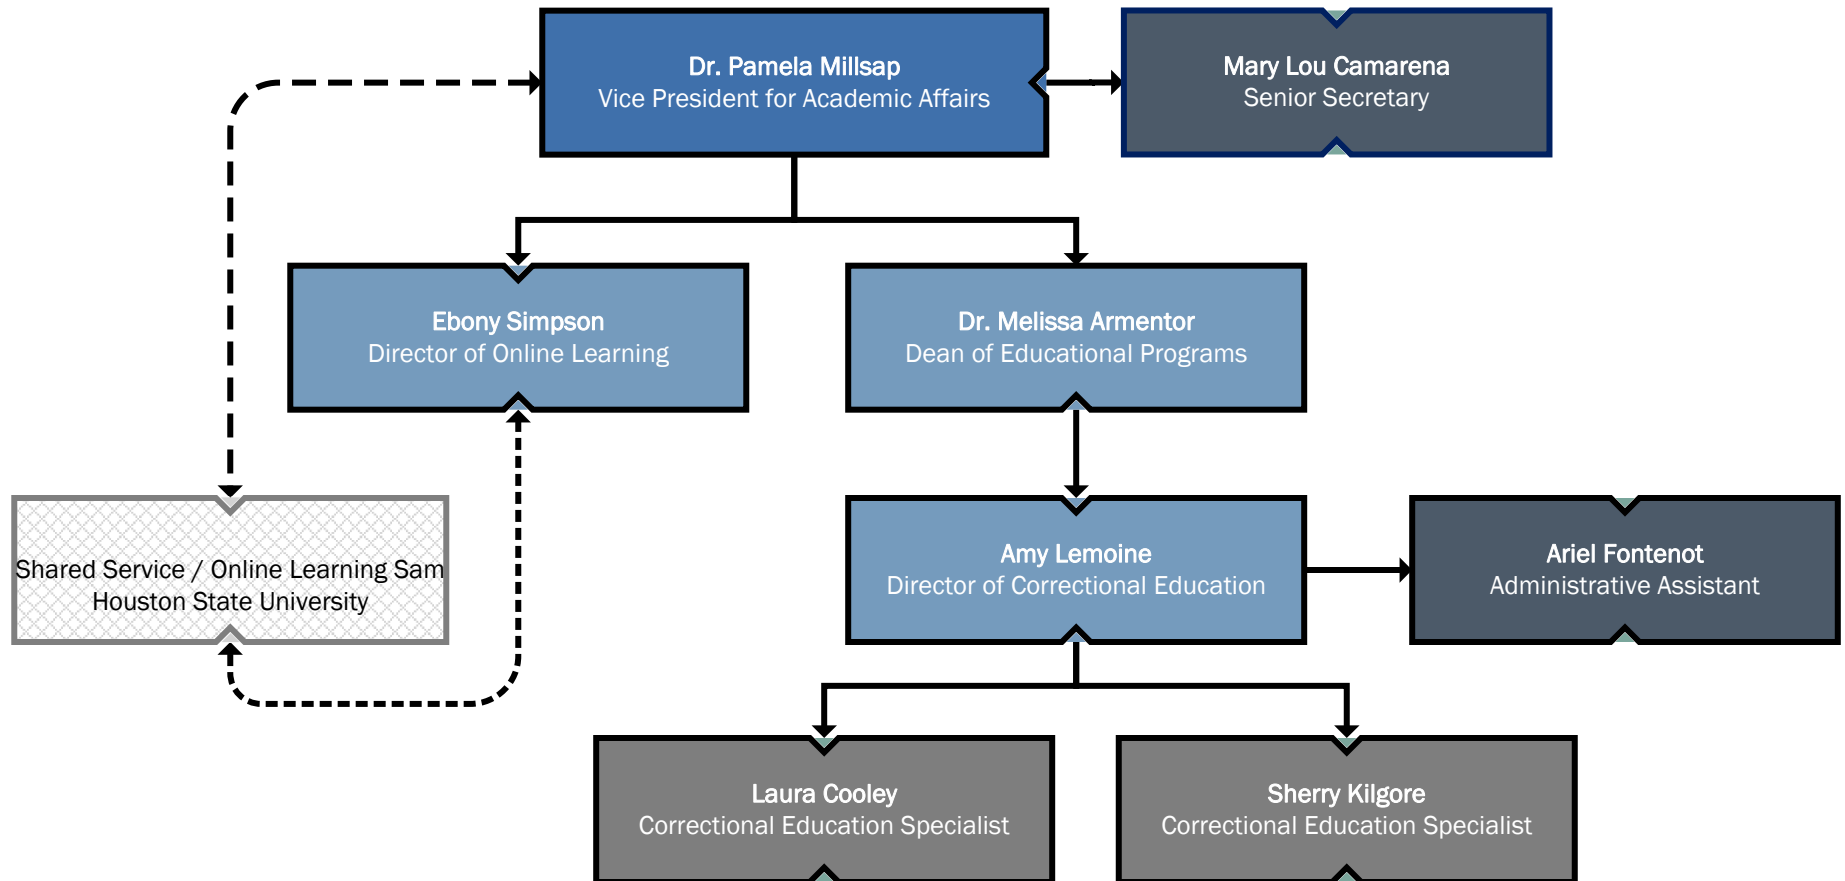 Dr. Pamela Millsap
Vice President for Academic Affairs
Mary Lou Camarena
Senior Secretary
Ebony Simpson
Director of Online Learning
Dr. Melissa Armentor
Dean of Educational Programs
Shared Service / Online Learning Sam
Houston State University
Amy Lemoine
Director of Correctional Education
Ariel Fontenot
Administrative Assistant
Laura Cooley
Correctional Education Specialist
Sherry Kilgore
Correctional Education Specialist